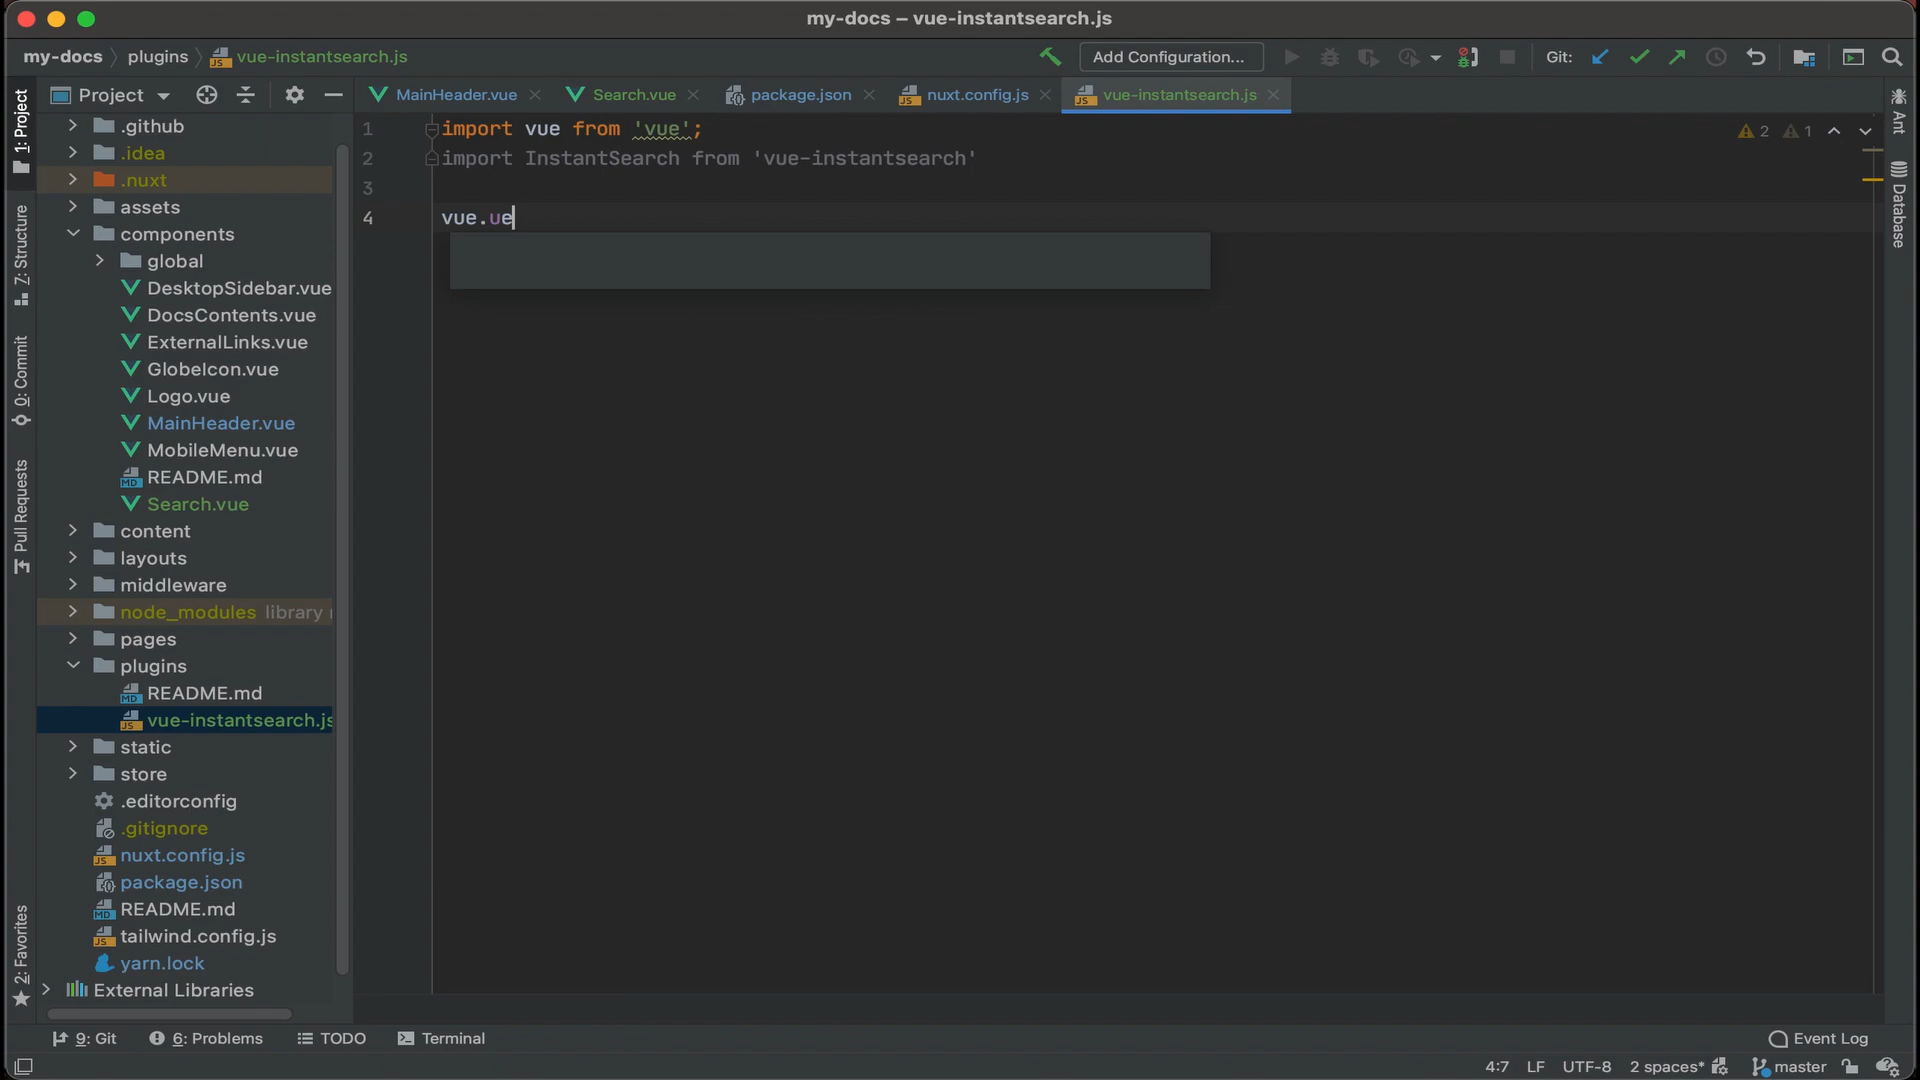 my-docs – vue-instantsearch.js
my-docs plugins vue-instantsearch.js
Add Configuration...
Git:
1: Project
7: Structure
0: Commit
Pull Requests
2: Favorites
Project
.github
.idea
.nuxt
assets
components
global
DesktopSidebar.vue
DocsContents.vue
ExternalLinks.vue
GlobeIcon.vue
Logo.vue
MainHeader.vue
MobileMenu.vue
README.md
Search.vue
content
layouts
middleware
node_modules library r
pages
plugins
README.md
vue-instantsearch.js
static
store
.editorconfig
.gitignore
nuxt.config.js
package.json
README.md
tailwind.config.js
yarn.lock
External Libraries
MainHeader.vue
Search.vue
package.json
nuxt.config.js
vue-instantsearch.js
1 import vue from 'vue';
2 import InstantSearch from 'vue-instantsearch'
3
4 vue.ue
2 1
Ant
Database
9: Git
6: Problems
TODO
Terminal
Event Log
4:7 LF UTF-8 2 spaces* master